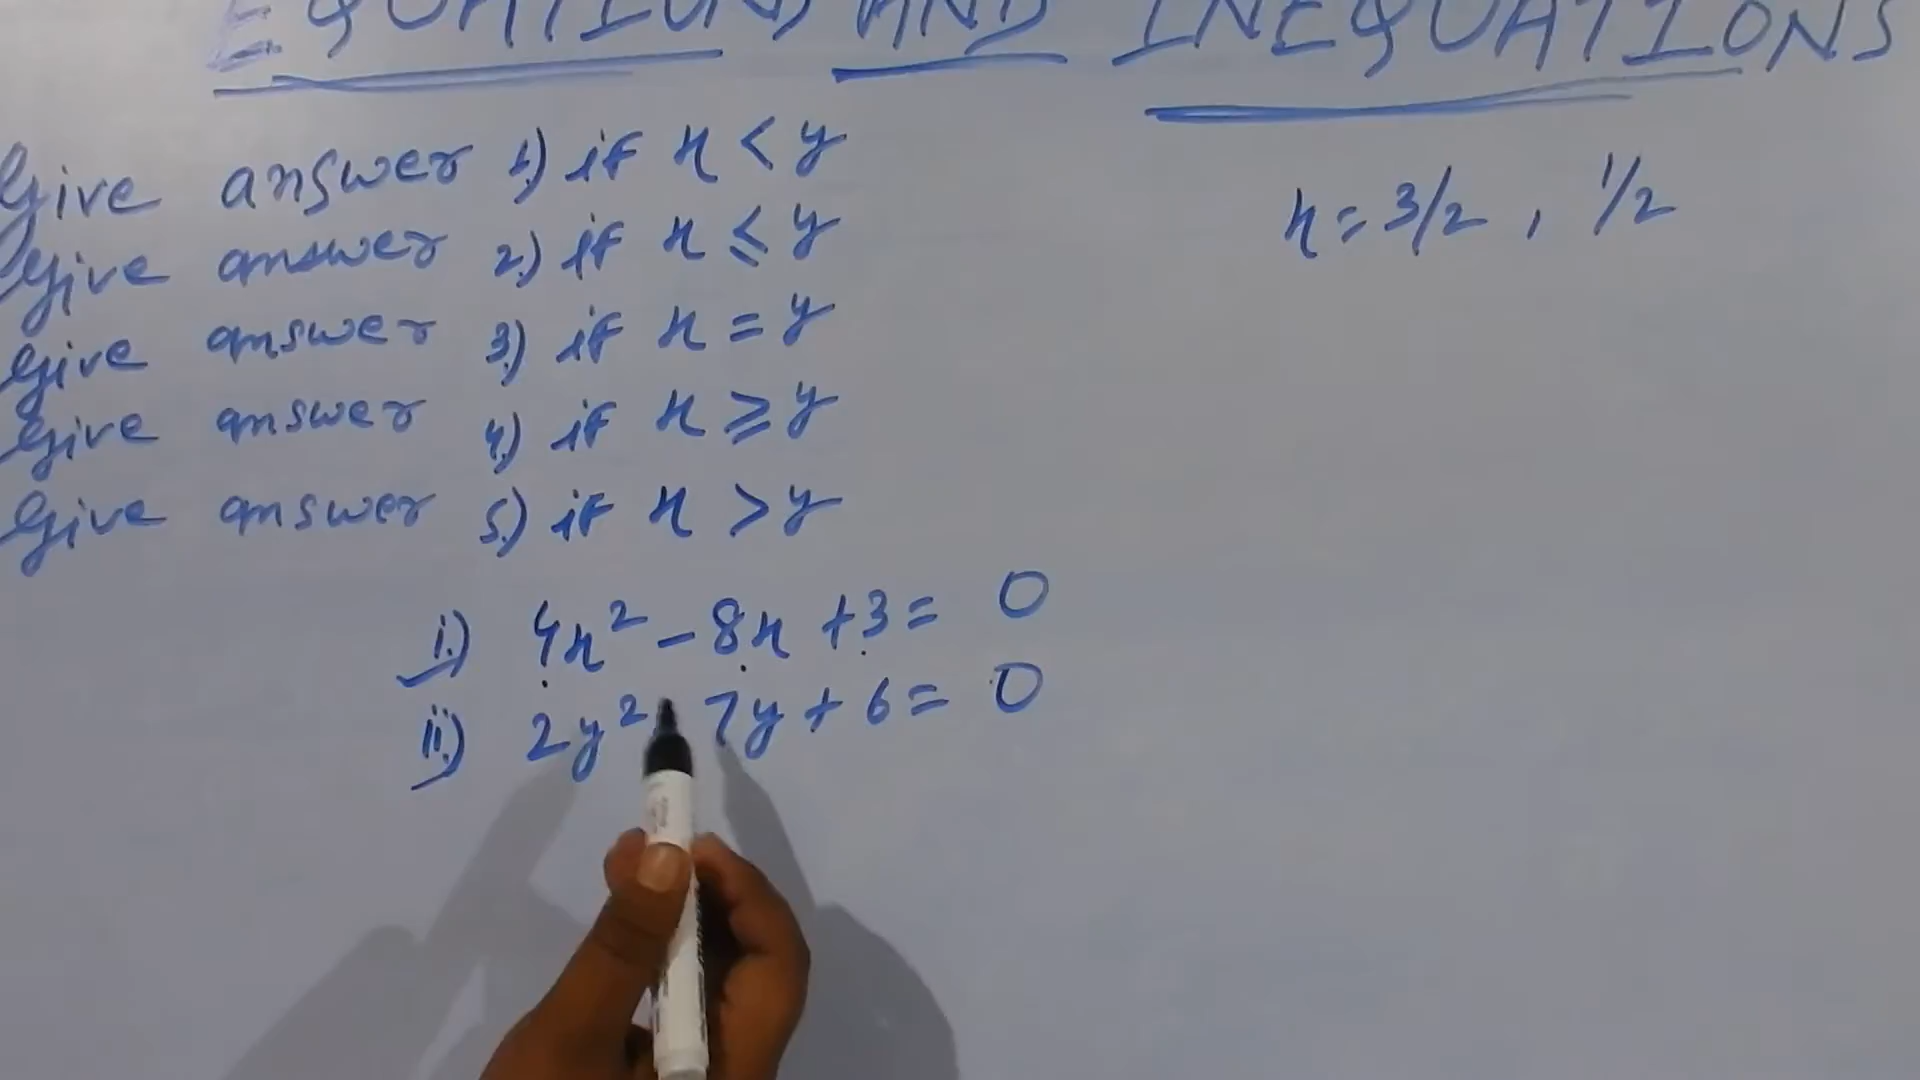 EQUATIONS AND INEQUATIONS
Give answer 1.) if x < y
Give answer 2.) if x ≤ y
Give answer 3.) if x = y
Give answer 4.) if x ≥ y
Give answer 5.) if x > y
x = 3/2 , 1/2
i.) 4x² - 8x + 3 = 0
ii.) 2y² 7y + 6 = 0